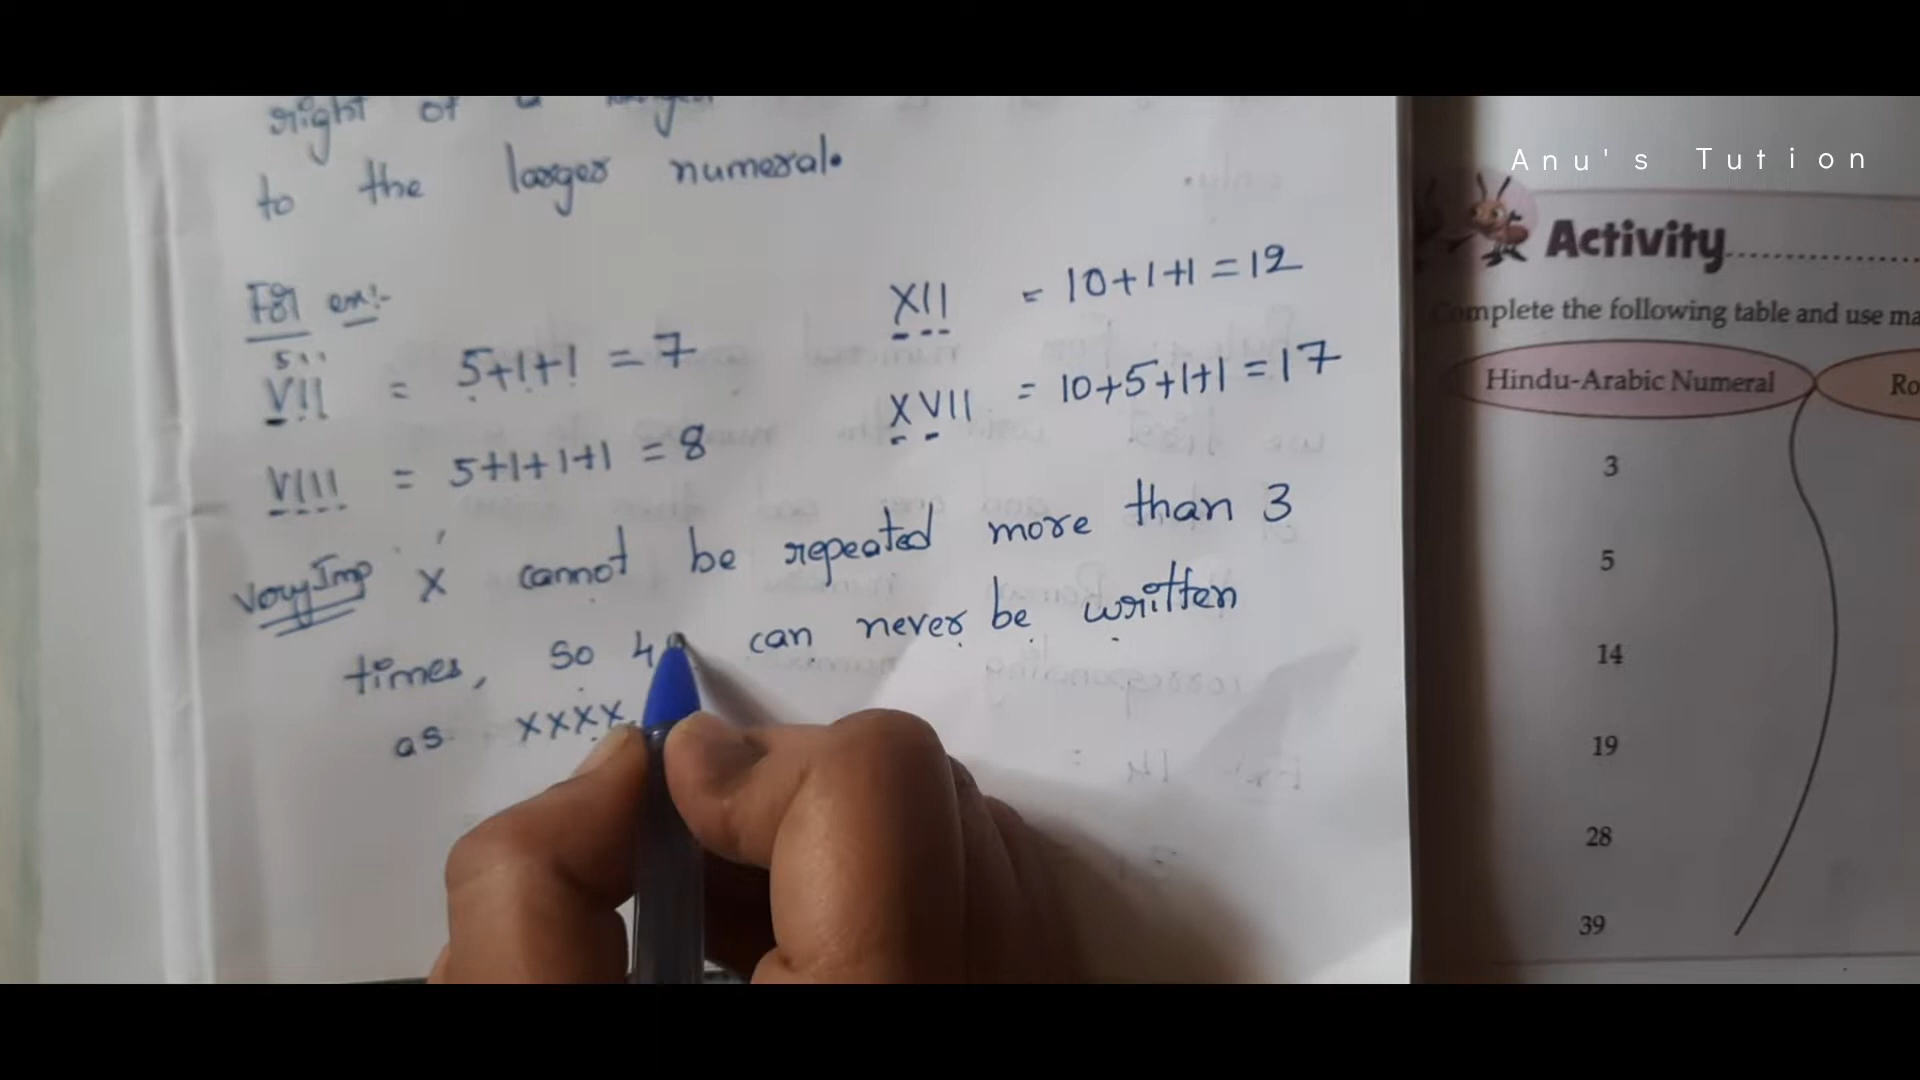 right of a
to the larger numeral.
For ex:-
5 1 1
VII = 5+1+1 = 7
VIII = 5+1+1+1 = 8
XII = 10+1+1 = 12
XVII = 10+5+1+1 = 17
Very Imp X cannot be repeated more than 3
times, so 40 can never be written
as XXXX
Anu's Tution
Activity
Complete the following table and use ma
Hindu-Arabic Numeral
Ro
3
5
14
19
28
39